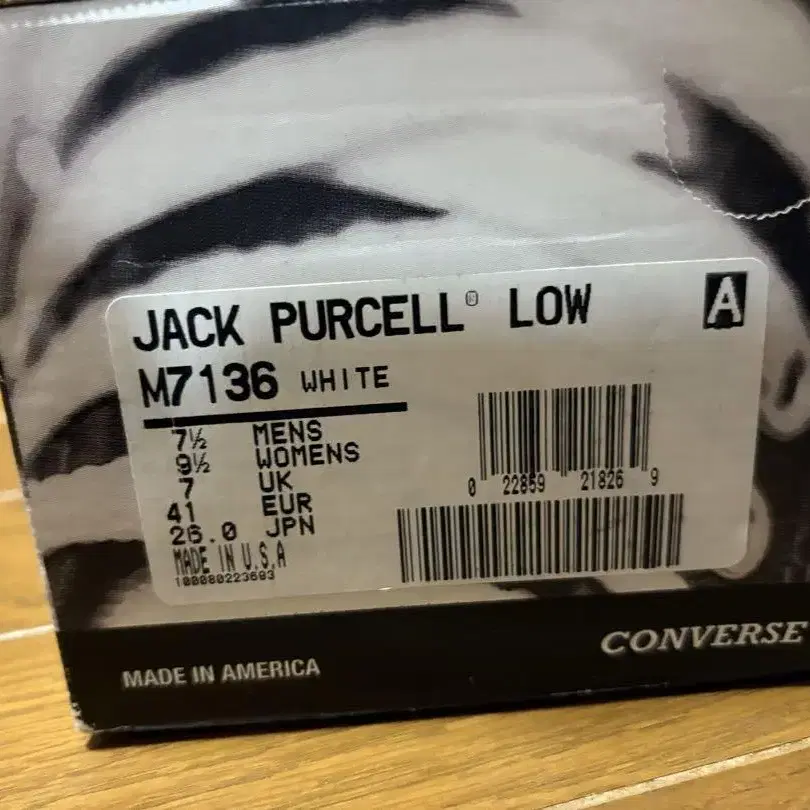 JACK PURCELL® LOW A
M7136 WHITE
7½ MENS
9½ WOMENS
7 UK
41 EUR
26.0 JPN
MADE IN U.S.A
100080223693
0 22859 21826 9
CONVERSE
MADE IN AMERICA